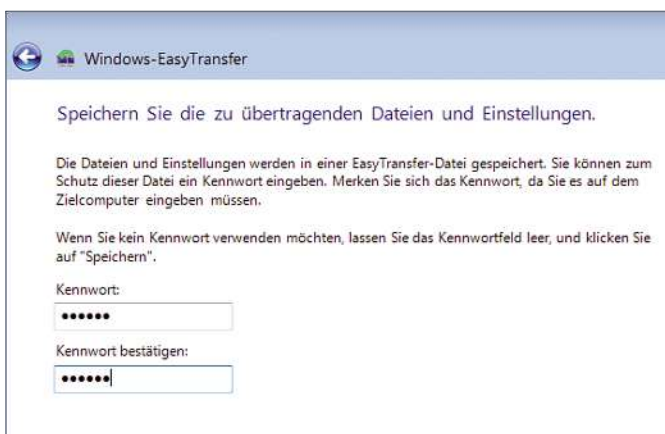 Windows-EasyTransfer
Speichern Sie die zu übertragenden Dateien und Einstellungen.
Die Dateien und Einstellungen werden in einer EasyTransfer-Datei gespeichert. Sie können zum
Schutz dieser Datei ein Kennwort eingeben. Merken Sie sich das Kennwort, da Sie es auf dem
Zielcomputer eingeben müssen.
Wenn Sie kein Kennwort verwenden möchten, lassen Sie das Kennwortfeld leer, und klicken Sie
auf "Speichern".
Kennwort:
●●●●●●
Kennwort bestätigen:
●●●●●●